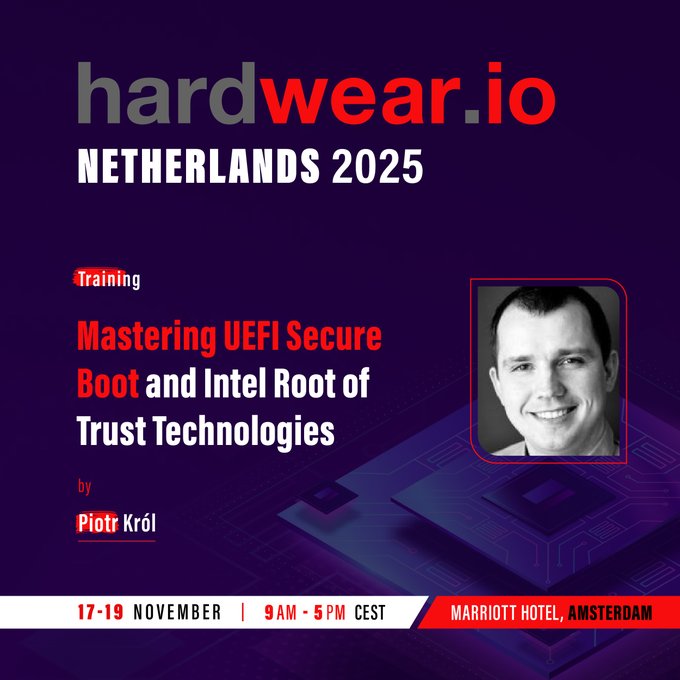 hardwear.io
NETHERLANDS 2025
Training
Mastering UEFI Secure
Boot and Intel Root of
Trust Technologies
by
Piotr Król
17-19 NOVEMBER | 9 AM - 5 PM CEST
MARRIOTT HOTEL, AMSTERDAM